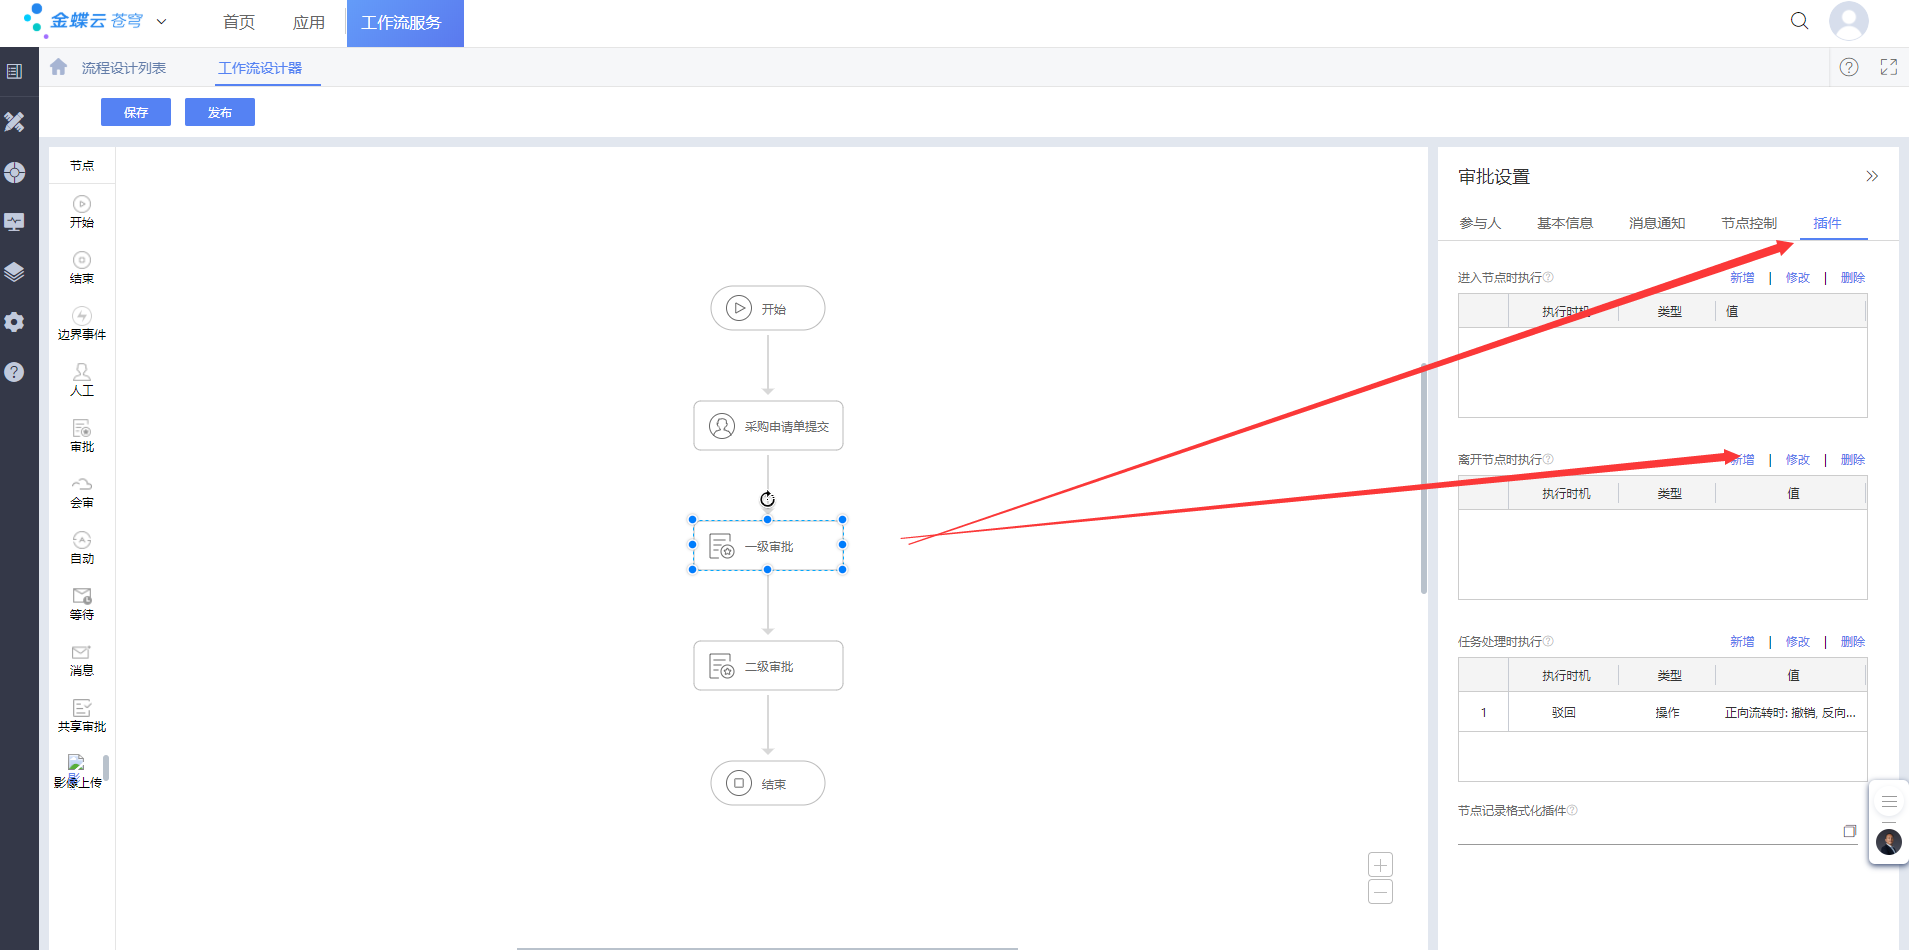 金蝶云 苍穹
首页
应用
工作流服务
流程设计列表
工作流设计器
保存
发布
节点
开始
结束
边界事件
人工
审批
会审
自动
等待
消息
共享审批
影像上传
开始
采购申请单提交
一级审批
二级审批
结束
审批设置
参与人 基本信息 消息通知 节点控制 插件
进入节点时执行 新增 | 修改 | 删除
执行时机 类型 值
离开节点时执行 新增 | 修改 | 删除
执行时机 类型 值
任务处理时执行 新增 | 修改 | 删除
执行时机 类型 值
1 驳回 操作 正向流转时: 撤销, 反向...
节点记录格式化插件